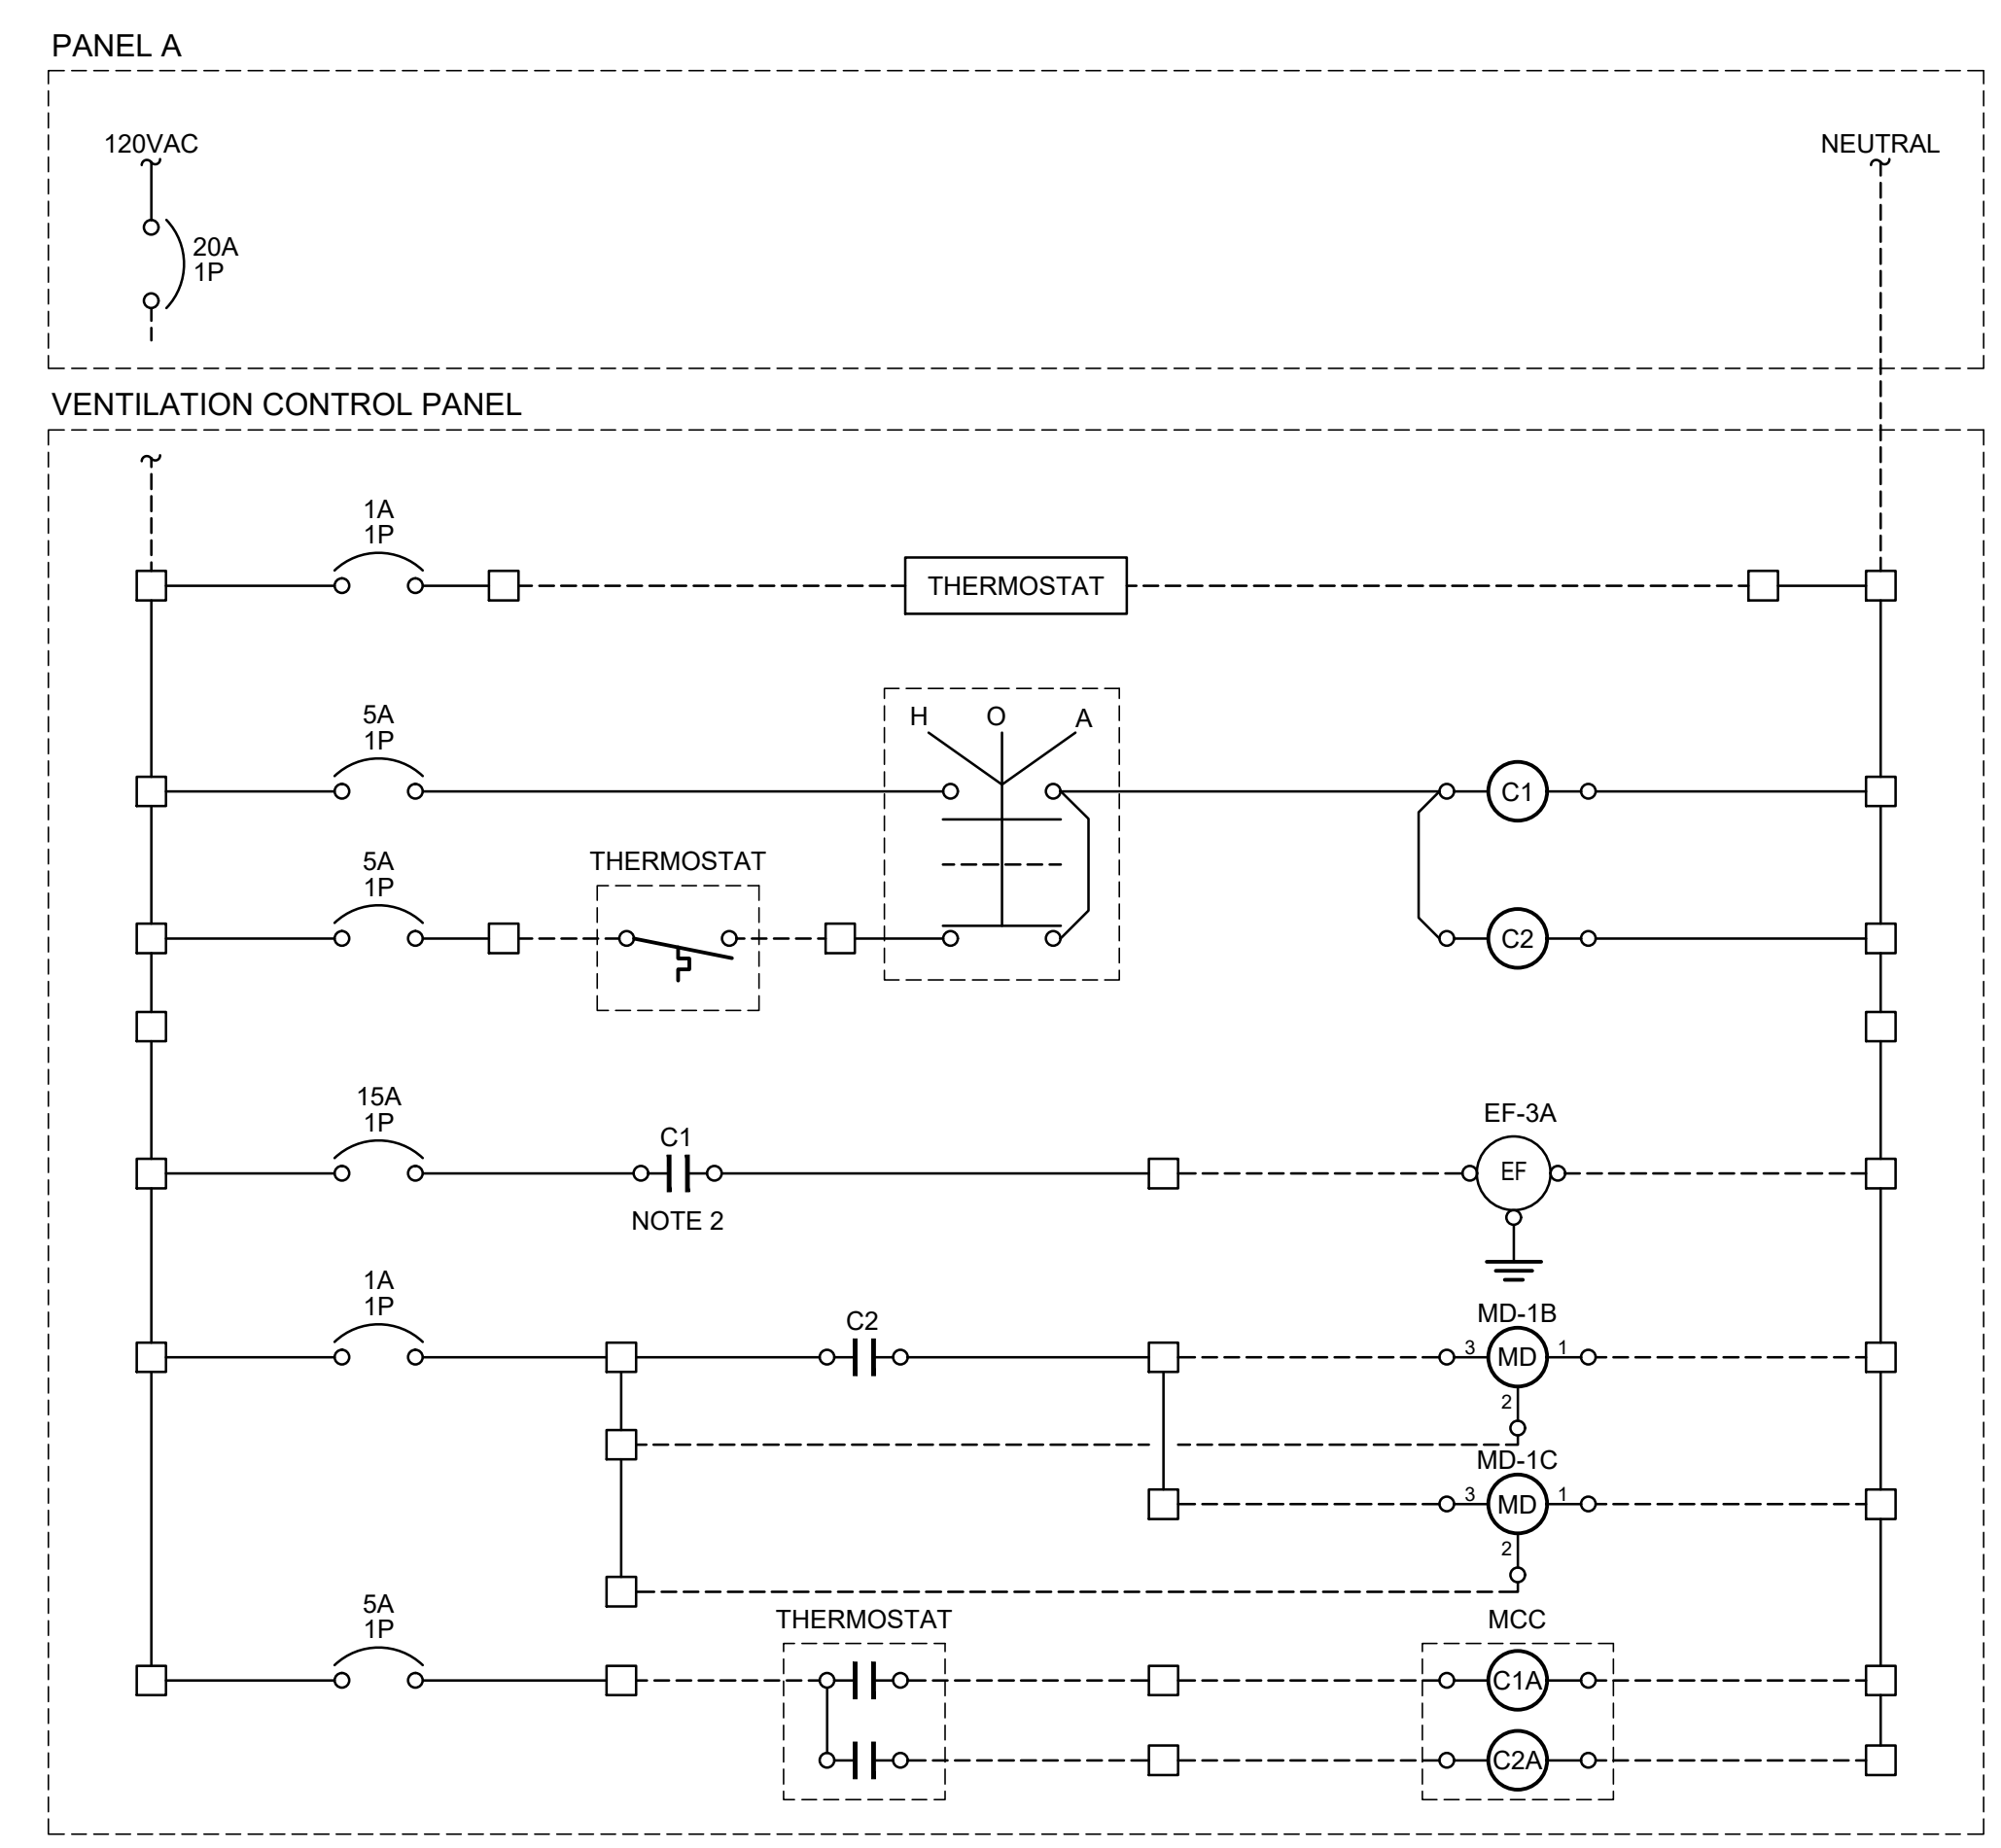 PANEL A
120VAC
NEUTRAL
20A
1P
VENTILATION CONTROL PANEL
1A
1P
THERMOSTAT
5A
1P
H O A
C1
5A
1P
THERMOSTAT
C2
15A
1P
C1
NOTE 2
EF-3A
EF
1A
1P
C2
MD-1B
3 MD 1
2
MD-1C
3 MD 1
2
5A
1P
THERMOSTAT
MCC
C1A
C2A